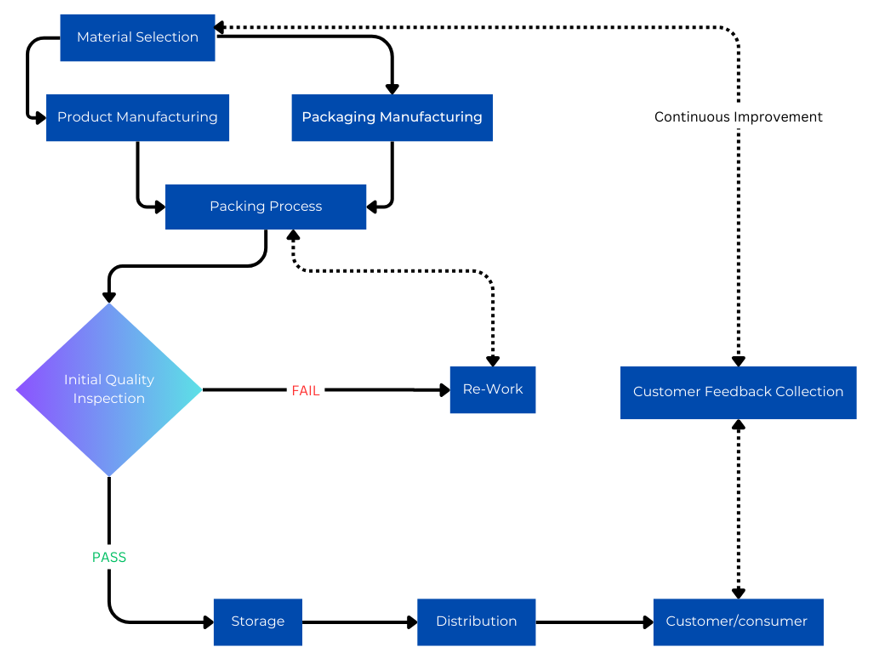 Material Selection
Product Manufacturing
Packaging Manufacturing
Continuous Improvement
Packing Process
Initial Quality
Inspection
FAIL
Re-Work
Customer Feedback Collection
PASS
Storage
Distribution
Customer/consumer